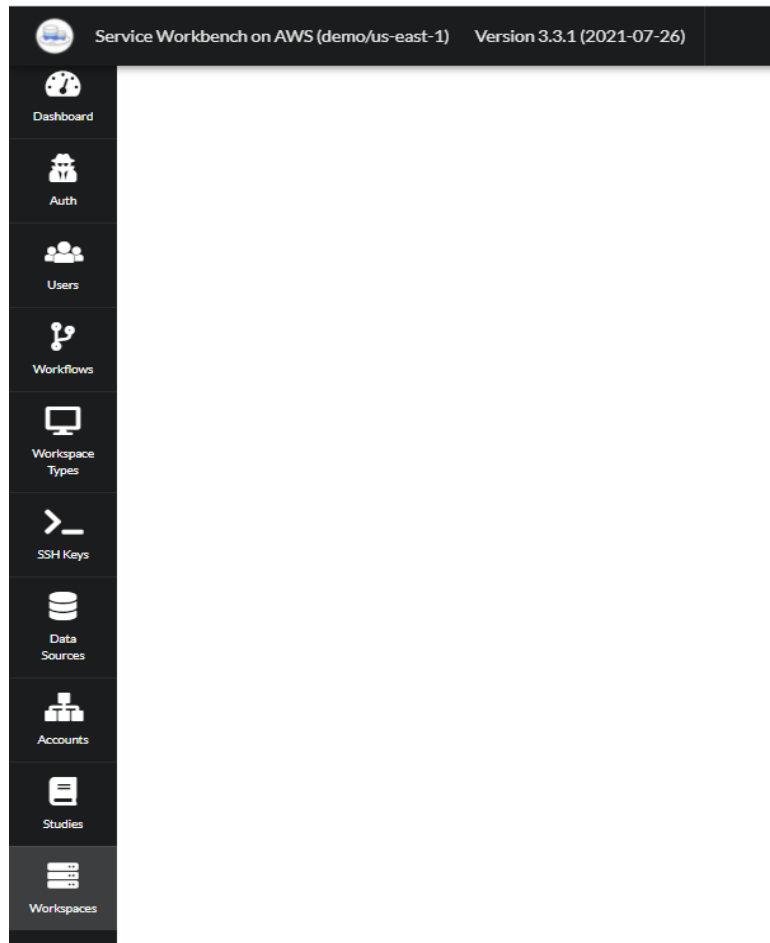 Service Workbench on AWS (demo/us-east-1) Version 3.3.1 (2021-07-26)
Dashboard
Auth
Users
Workflows
Workspace
Types
SSH Keys
Data
Sources
Accounts
Studies
Workspaces